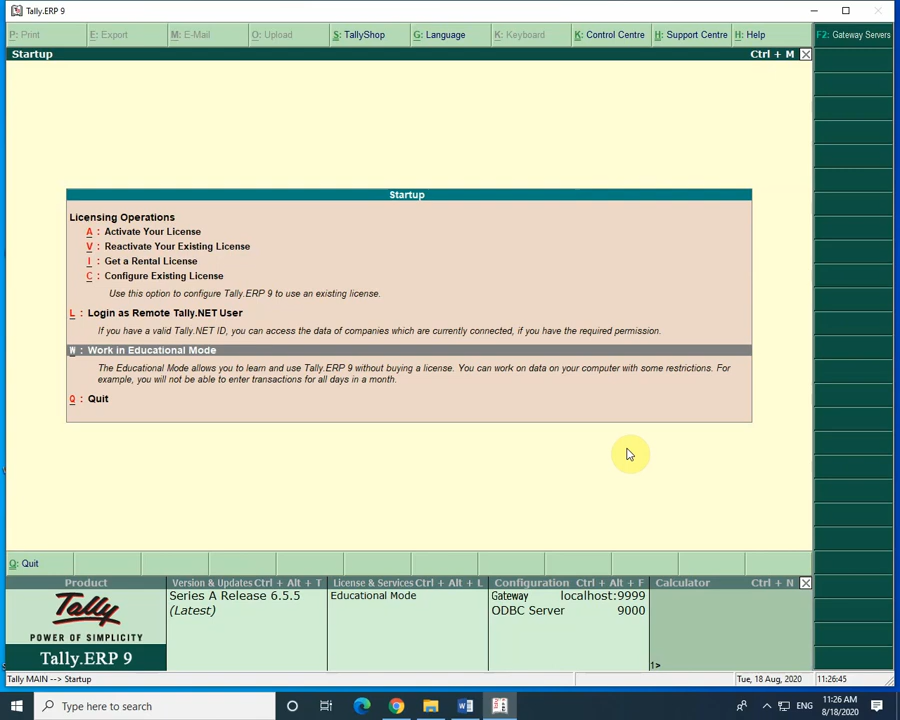 Tally.ERP 9
P: Print E: Export M: E-Mail O: Upload S: TallyShop G: Language K: Keyboard K: Control Centre H: Support Centre H: Help F2: Gateway Servers
Startup Ctrl + M
Startup
Licensing Operations
A : Activate Your License
V : Reactivate Your Existing License
I : Get a Rental License
C : Configure Existing License
Use this option to configure Tally.ERP 9 to use an existing license.
L : Login as Remote Tally.NET User
If you have a valid Tally.NET ID, you can access the data of companies which are currently connected, if you have the required permission.
W : Work in Educational Mode
The Educational Mode allows you to learn and use Tally.ERP 9 without buying a license. You can work on data on your computer with some restrictions. For
example, you will not be able to enter transactions for all days in a month.
Q : Quit
Q: Quit
Product Version & Updates Ctrl + Alt + T License & Services Ctrl + Alt + L Configuration Ctrl + Alt + F Calculator Ctrl + N
Series A Release 6.5.5 Educational Mode Gateway localhost:9999
(Latest) ODBC Server 9000
Tally
POWER OF SIMPLICITY
Tally.ERP 9
1>
Tally MAIN --> Startup Tue, 18 Aug, 2020 11:26:45
Type here to search ENG 11:26 AM
8/18/2020